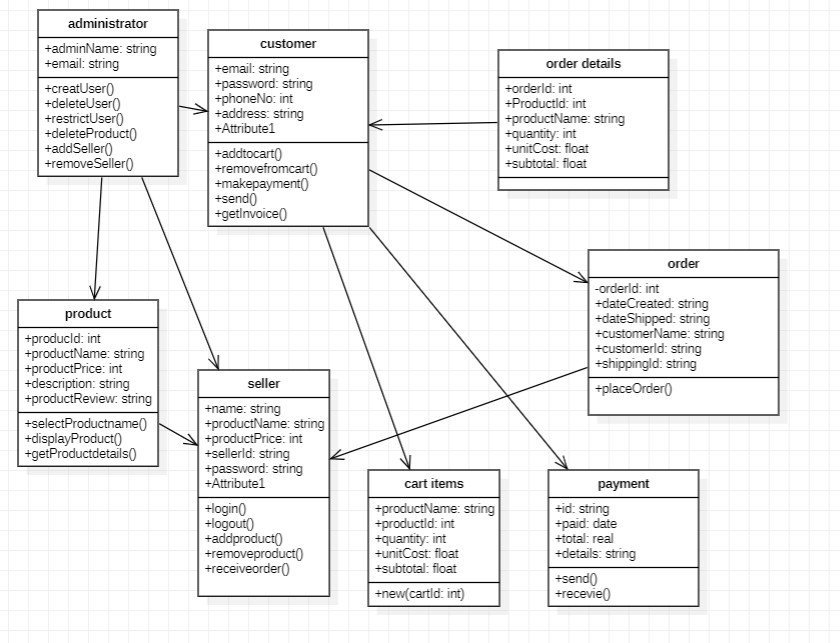 administrator
+adminName: string
+email: string
+creatUser()
+deleteUser()
+restrictUser()
+deleteProduct()
+addSeller()
+removeSeller()
customer
+email: string
+password: string
+phoneNo: int
+address: string
+Attribute1
+addtocart()
+removefromcart()
+makepayment()
+send()
+getInvoice()
order details
+orderId: int
+ProductId: int
+productName: string
+quantity: int
+unitCost: float
+subtotal: float
order
-orderId: int
+dateCreated: string
+dateShipped: string
+customerName: string
+customerId: string
+shippingId: string
+placeOrder()
product
+producId: int
+productName: string
+productPrice: int
+description: string
+productReview: string
+selectProductname()
+displayProduct()
+getProductdetails()
seller
+name: string
+productName: string
+productPrice: int
+sellerId: string
+password: string
+Attribute1
+login()
+logout()
+addproduct()
+removeproduct()
+receiveorder()
cart items
+productName: string
+productId: int
+quantity: int
+unitCost: float
+subtotal: float
+new(cartId: int)
payment
+id: string
+paid: date
+total: real
+details: string
+send()
+recevie()